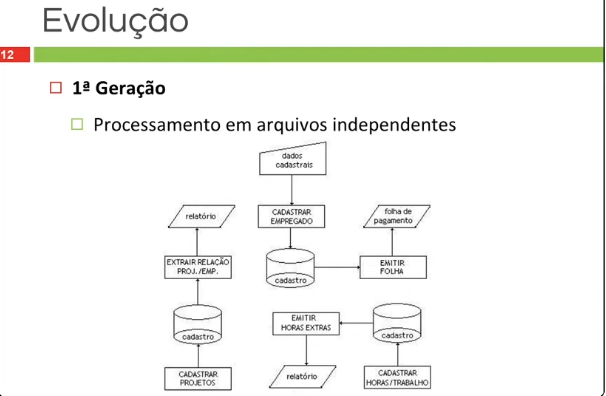 Evolução
12
1ª Geração
Processamento em arquivos independentes
dados
cadastrais
relatório
CADASTRAR
EMPREGADO
folha de
pagamento
EXTRAIR RELAÇÃO
PROJ./EMP.
cadastro
EMITIR
FOLHA
cadastro
EMITIR
HORAS EXTRAS
cadastro
CADASTRAR
PROJETOS
relatório
CADASTRAR
HORAS/TRABALHO